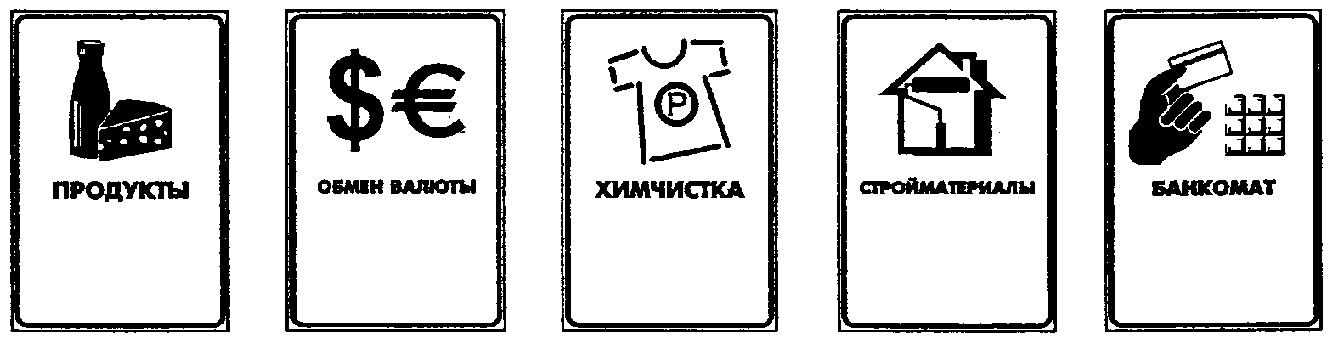 $€
ПРОДУКТЫ
ОБМЕН ВАЛЮТЫ
P
ХИМЧИСТКА
СТРОЙМАТЕРИАЛЫ
БАНКОМАТ